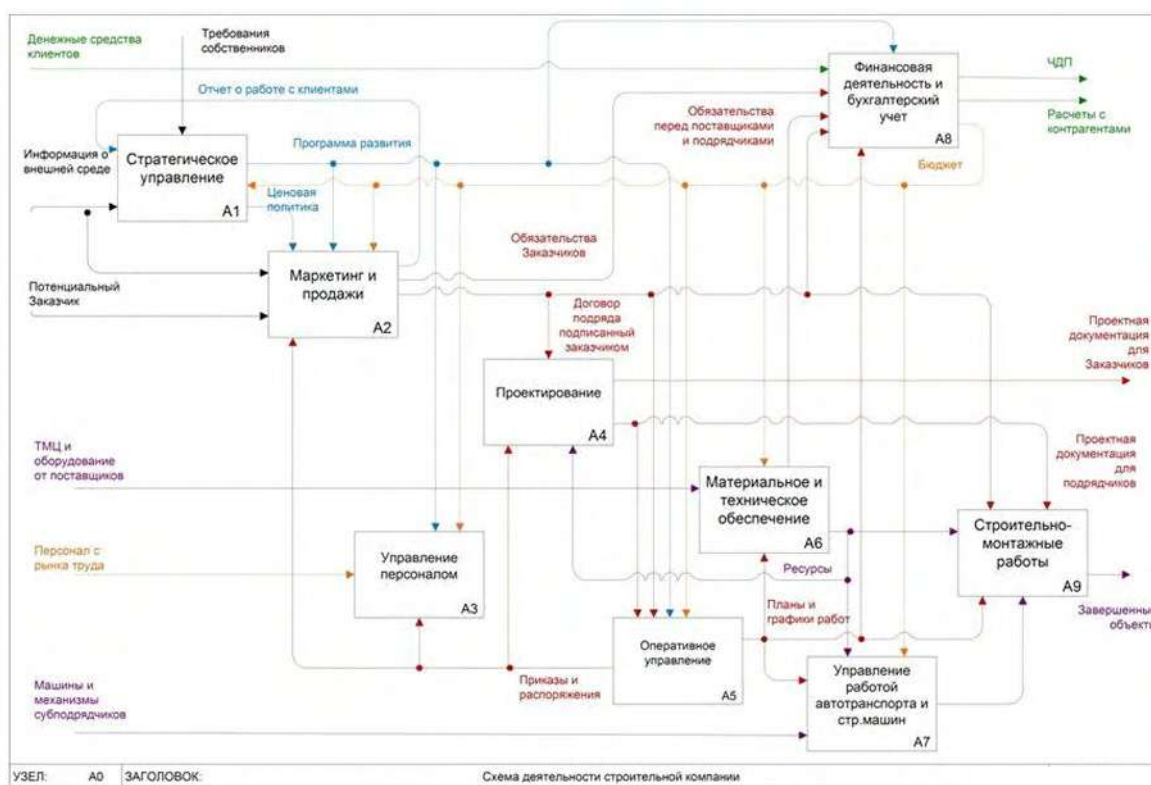 Денежные средства
клиентов
Требования
собственников
Отчет о работе с клиентами
Финансовая
деятельность и
бухгалтерский
учет
A8
ЧДП
Расчеты с
контрагентами
Обязательства
перед поставщиками
и подрядчиками
Информация о
внешней среде
Стратегическое
управление
A1
Программа развития
Бюджет
Ценовая
политика
Обязательства
Заказчиков
Маркетинг и
продажи
A2
Потенциальный
Заказчик
Договор
подряда
подписанный
заказчиком
Проектная
документация
для
Заказчиков
Проектирование
A4
ТМЦ и
оборудование
от поставщиков
Проектная
документация
для
подрядчиков
Материальное и
техническое
обеспечение
A6
Строительно-
монтажные
работы
A9
Персонал с
рынка труда
Управление
персоналом
A3
Ресурсы
Планы и
графики работ
Завершенны
объекты
Оперативное
управление
A5
Приказы и
распоряжения
Машины и
механизмы
субподрядчиков
Управление
работой
автотранспорта и
стр.машин
A7
УЗЕЛ: A0 ЗАГОЛОВОК: Схема деятельности строительной компании